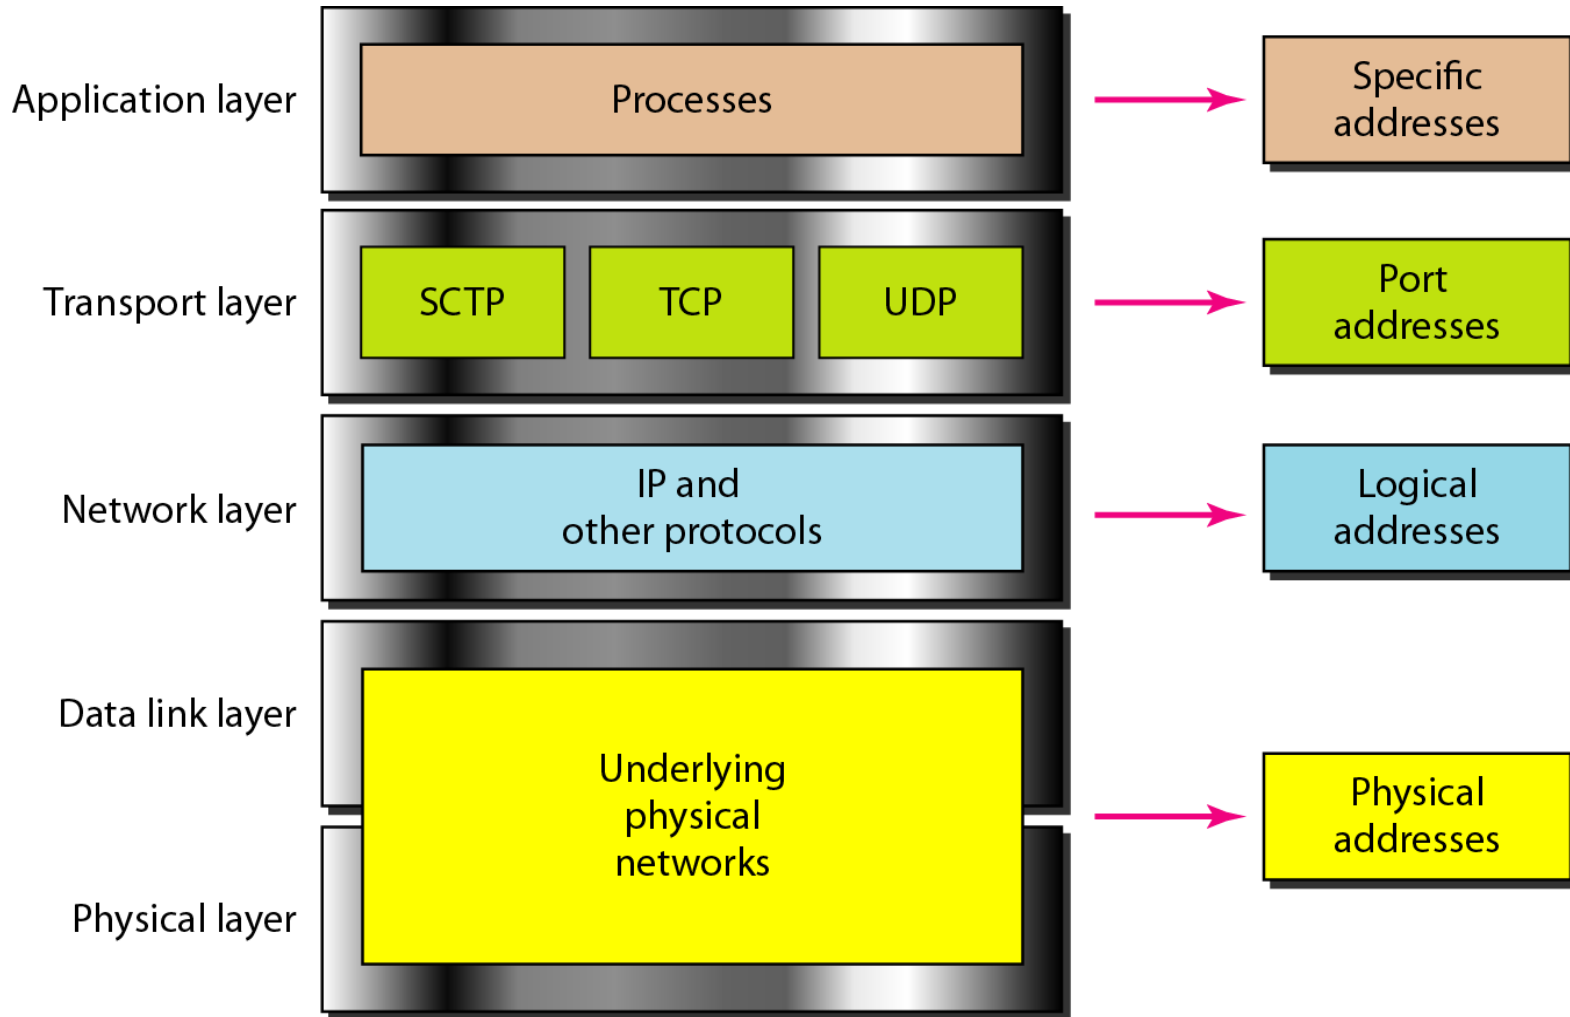 Application layer
Processes
Specific
addresses
Transport layer
SCTP
TCP
UDP
Port
addresses
Network layer
IP and
other protocols
Logical
addresses
Data link layer
Underlying
physical
networks
Physical
addresses
Physical layer